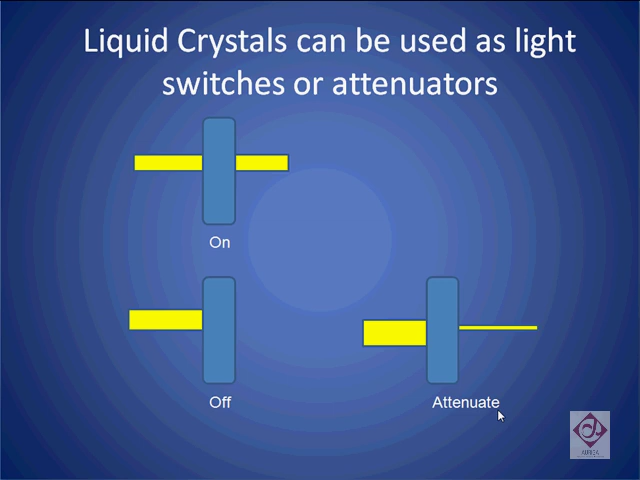 Liquid Crystals can be used as light
switches or attenuators
On
Off
Attenuate